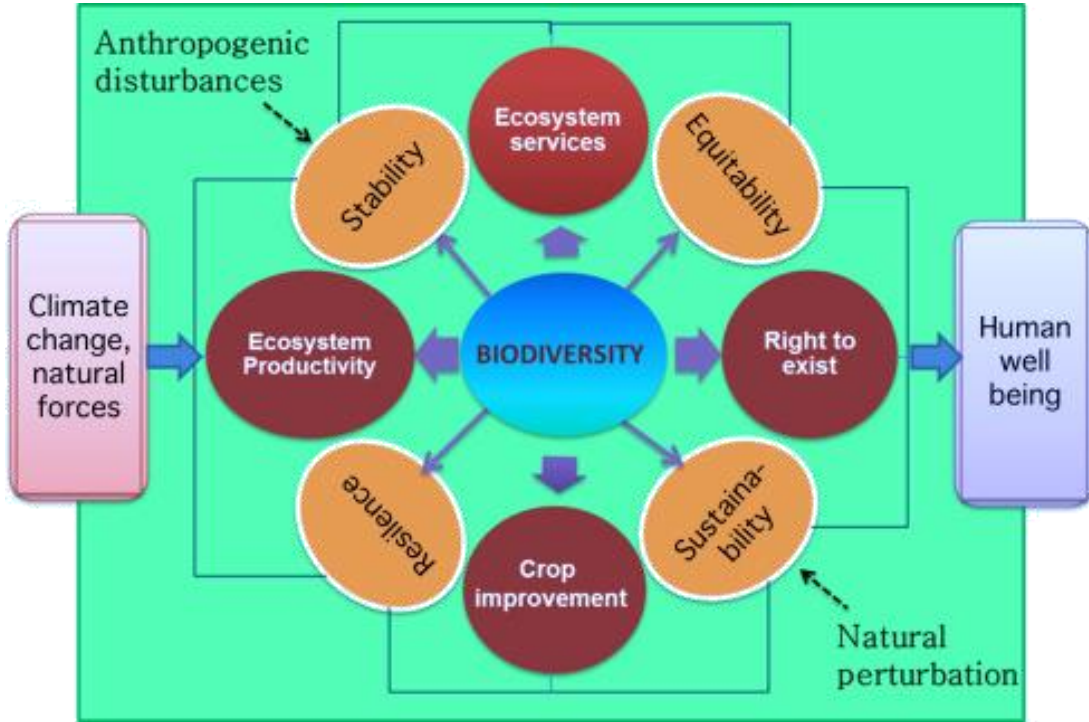 Anthropogenic
disturbances
Ecosystem
services
Stability
Equitability
Climate
change,
natural
forces
Ecosystem
Productivity
BIODIVERSITY
Right to
exist
Human
well
being
Resilence
Crop
improvement
Sustaina-
bility
Natural
perturbation